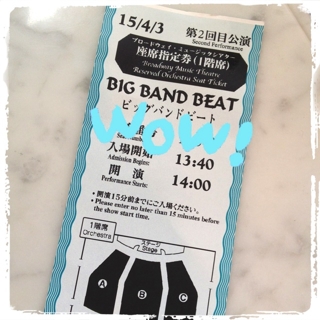 15/4/3 第2回目公演
Second Performance
ブロードウェイ・ミュージックシアター
座席指定券(1階席)
Broadway Music Theatre
Reserved Orchestra Seat Ticket
BIG BAND BEAT
ビッグバンドビート
wow!
入場開始 13:40
Admission Begins:
開 演 14:00
Performance Starts:
・開演15分前までにご入場ください。
・Please enter no later than 15 minutes before
the show start time.
1階席
Orchestra
ステージ
Stage
A B C